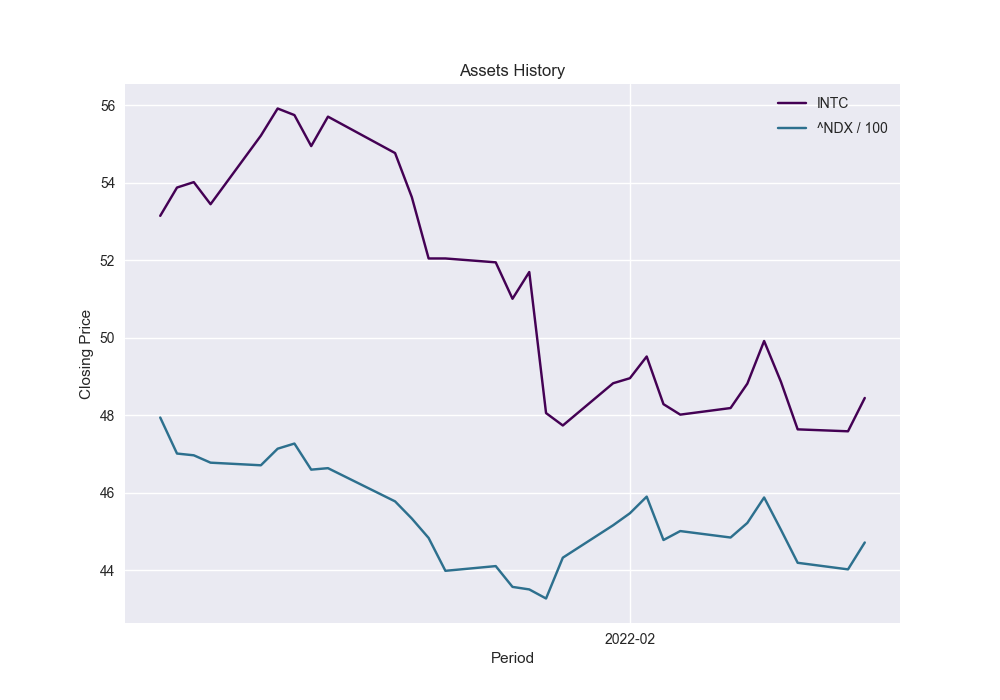 Assets History
INTC
^NDX / 100
56
54
52
50
48
46
44
Closing Price
2022-02
Period